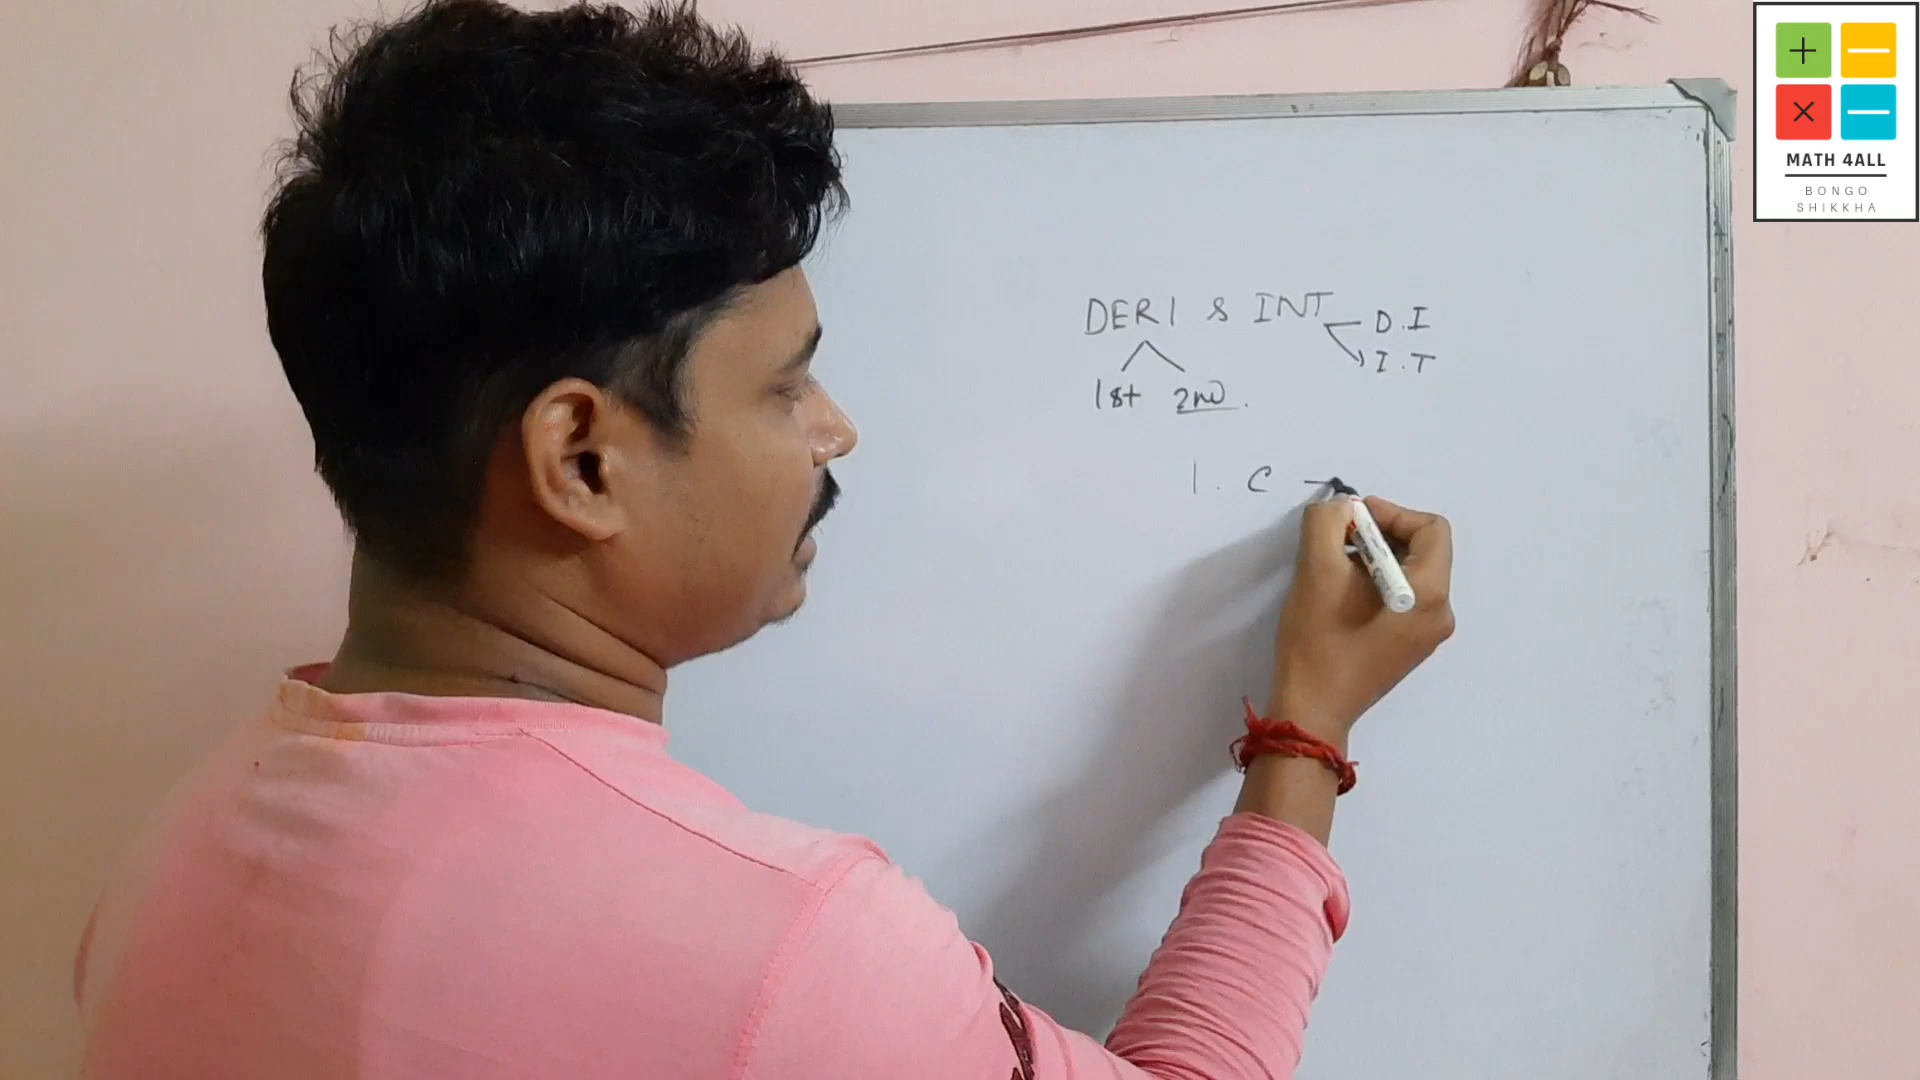 + —
× —
MATH 4ALL
BONGO
SHIKKHA
DERI & INT D.I
I.T
1st 2nd.
1. C →